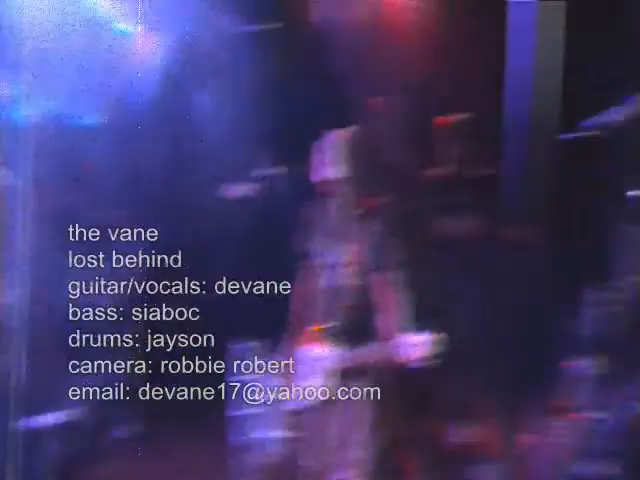 the vane
lost behind
guitar/vocals: devane
bass: siaboc
drums: jayson
camera: robbie robert
email: devane17@yahoo.com